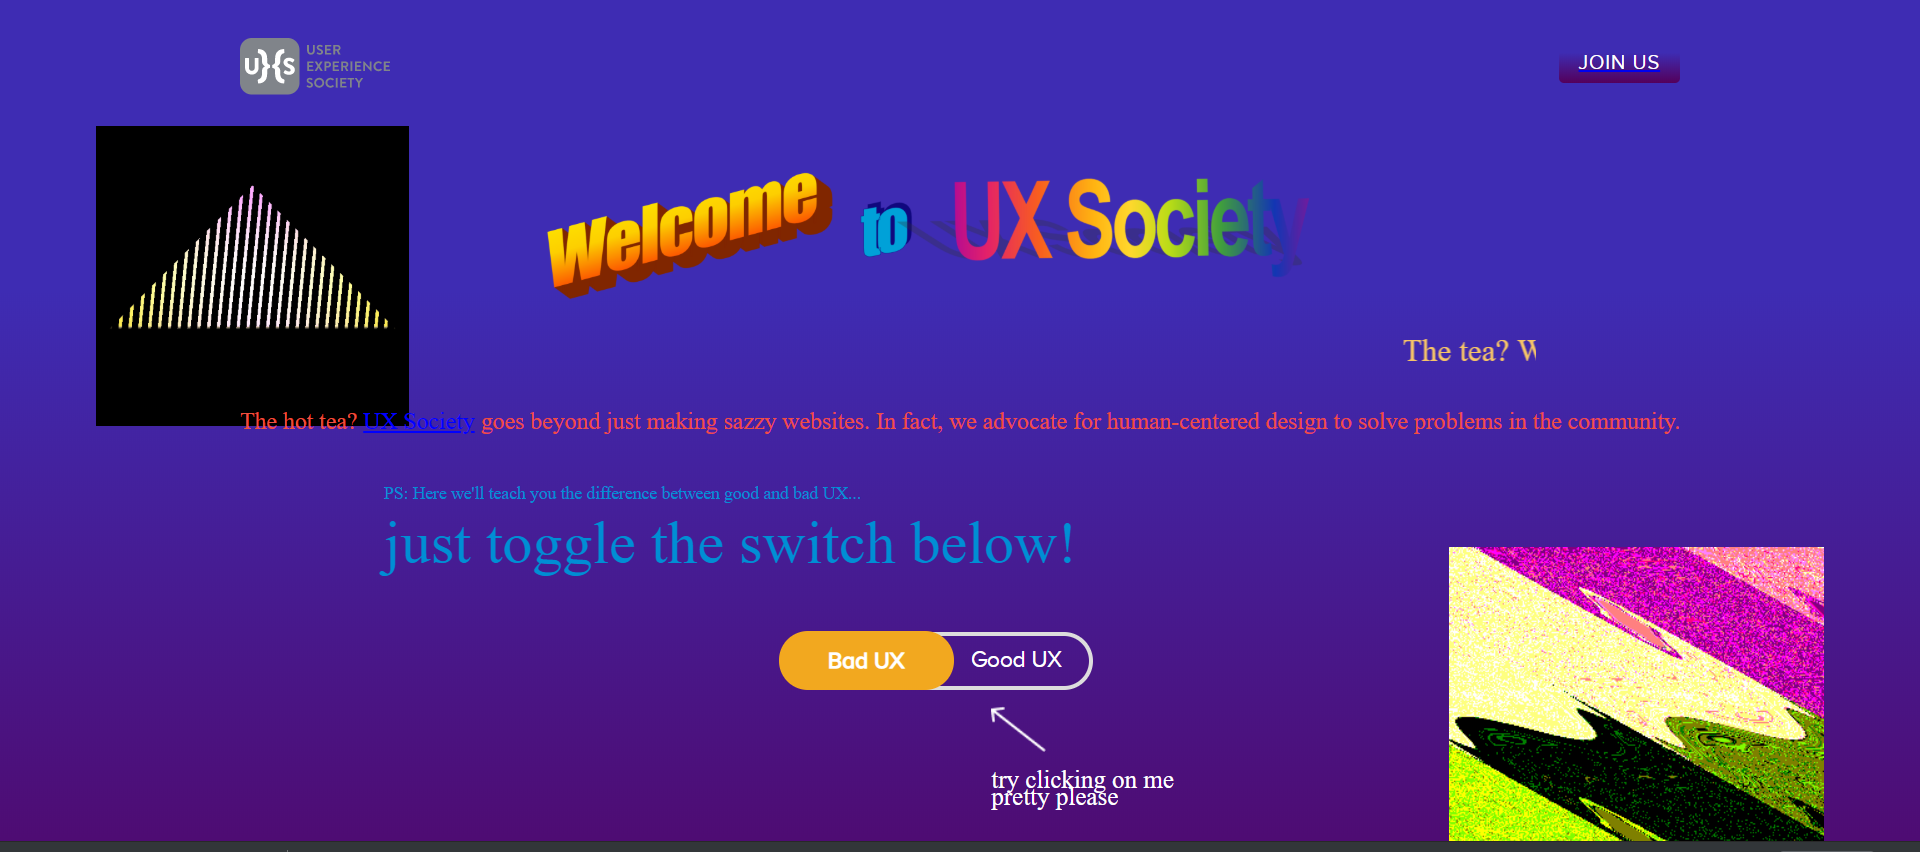 U}{S USER
EXPERIENCE
SOCIETY
JOIN US
Welcome to UX Society
The tea?
The hot tea? UX Society goes beyond just making sazzy websites. In fact, we advocate for human-centered design to solve problems in the community.
PS: Here we'll teach you the difference between good and bad UX...
just toggle the switch below!
Bad UX Good UX
try clicking on me
pretty please